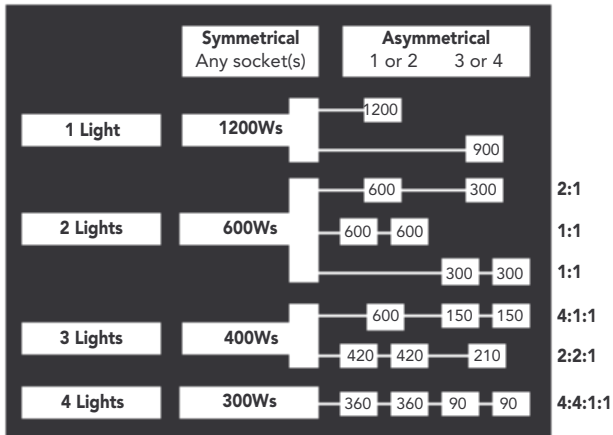 Symmetrical Asymmetrical
Any socket(s) 1 or 2 3 or 4
1200
1 Light 1200Ws
900
600 300 2:1
2 Lights 600Ws 600 600 1:1
300 300 1:1
600 150 150 4:1:1
3 Lights 400Ws
420 420 210 2:2:1
4 Lights 300Ws 360 360 90 90 4:4:1:1